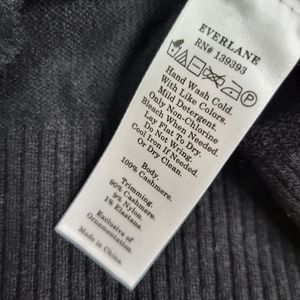 EVERLANE
RN# 139393
Hand Wash Cold.
With Like Colors.
Mild Detergent.
Only Non-Chlorine
Bleach When Needed.
Lay Flat To Dry.
Do Not Wring.
Cool Iron If Needed.
Or Dry Clean.
Body.
100% Cashmere.
Trimming.
90% Cashmere.
9% Nylon.
1% Elastane.
Exclusive of
Ornamentation.
Made in China.